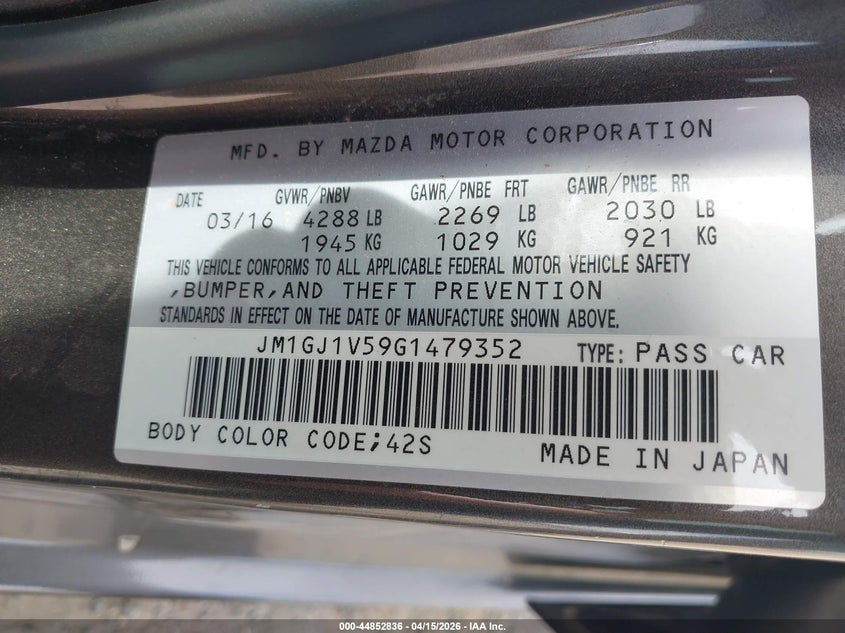 MFD. BY MAZDA MOTOR CORPORATION
DATE GVWR/PNBV GAWR/PNBE FRT GAWR/PNBE RR
03/16 4288 LB 2269 LB 2030 LB
1945 KG 1029 KG 921 KG
THIS VEHICLE CONFORMS TO ALL APPLICABLE FEDERAL MOTOR VEHICLE SAFETY
,BUMPER,AND THEFT PREVENTION
STANDARDS IN EFFECT ON THE DATE OF MANUFACTURE SHOWN ABOVE.
JM1GJ1V59G1479352 TYPE: PASS CAR
BODY COLOR CODE;42S MADE IN JAPAN
000-44852836 - 04/15/2026 - IAA Inc.